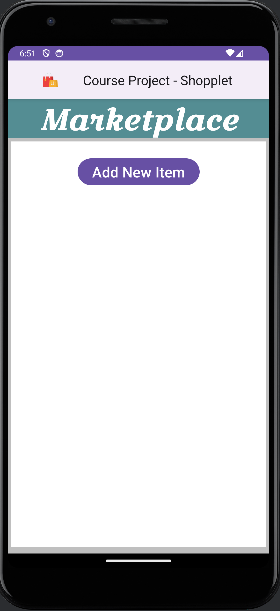 6:51
Course Project - Shopplet
Marketplace
Add New Item